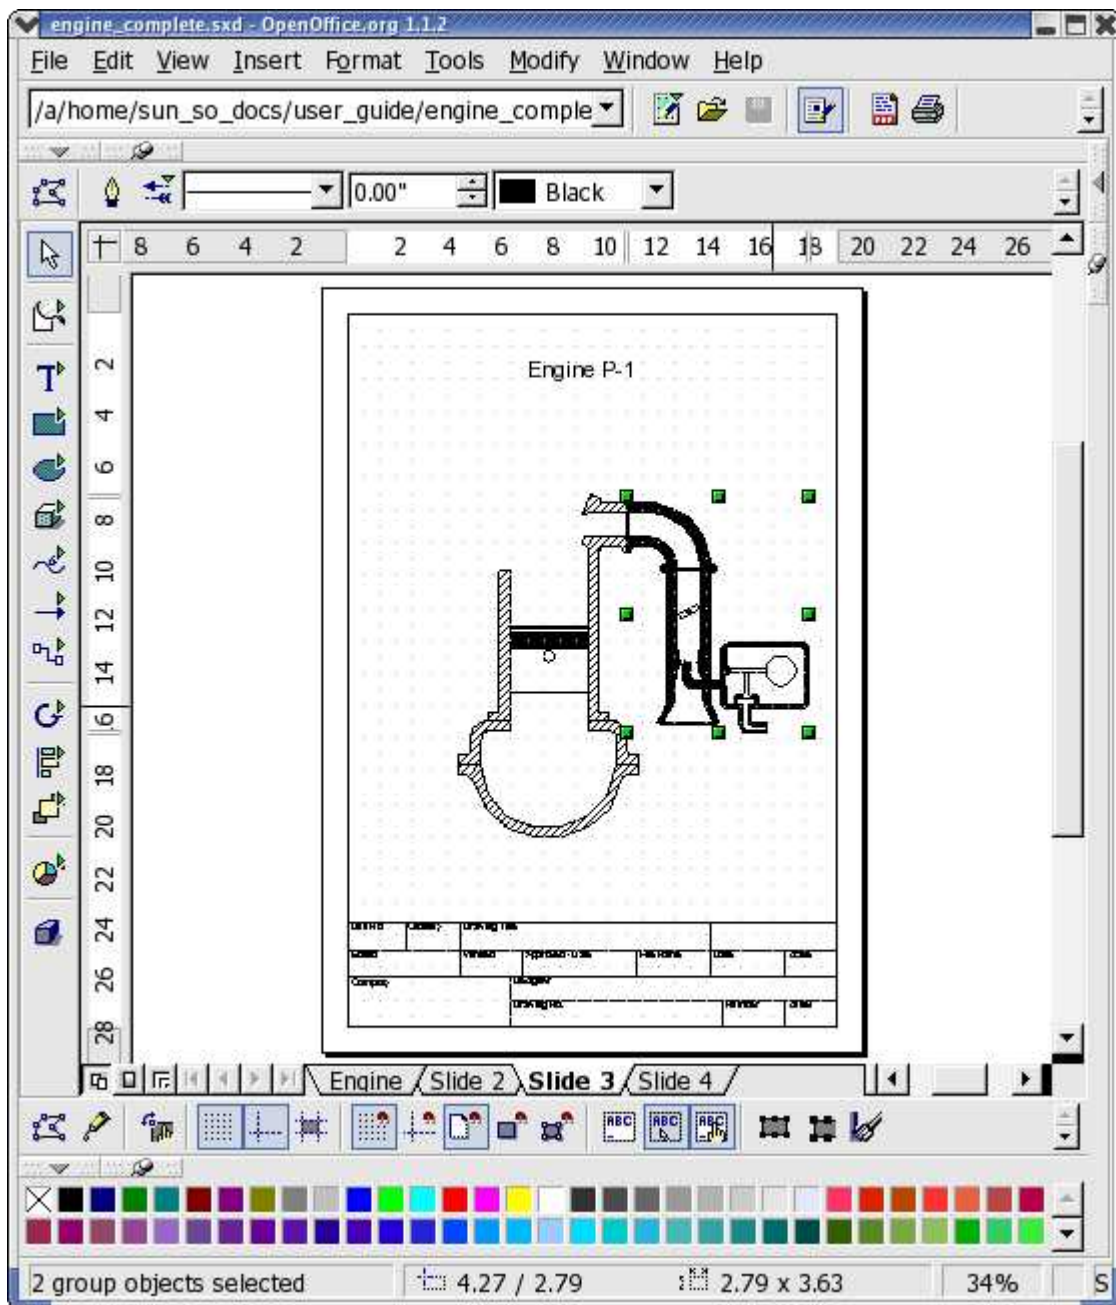 engine_complete.sxd - OpenOffice.org 1.1.2
File Edit View Insert Format Tools Modify Window Help
/a/home/sun_so_docs/user_guide/engine_comple
0.00" Black
8 6 4 2 2 4 6 8 10 12 14 16 18 20 22 24 26
2
4
6
8
10
12
14
16
18
20
22
24
26
28
T
Engine P-1
Company
Engine Slide 2 Slide 3 Slide 4
ABC ABC ABC
2 group objects selected 4.27 / 2.79 2.79 x 3.63 34% S